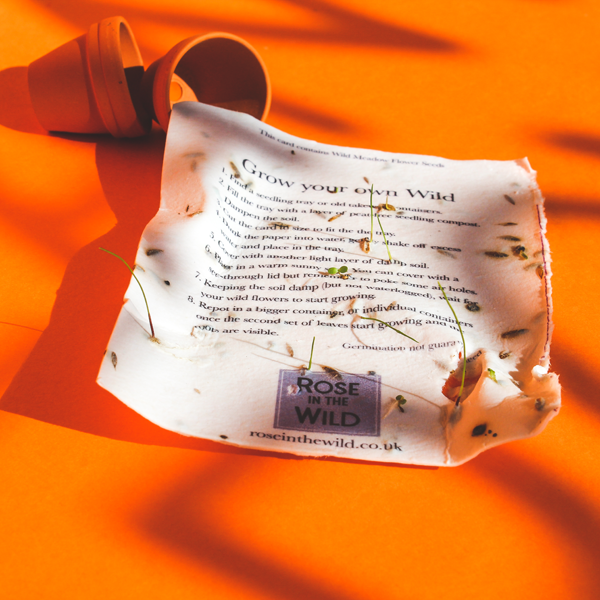 This card contains Wild Meadow Flower Seeds
Grow your own Wild
1. Find a seedling tray or old takeaway containers.
2. Fill the tray with a layer of peat free seedling compost.
Dampen the soil.
3. Cut the card to size to fit the tray.
4. Soak the paper into water, shake off excess
water and place in the tray.
5. Cover with another light layer of damp soil.
6. Place in a warm sunny You can cover with a
see-through lid but remember to poke some air holes.
7. Keeping the soil damp (but not waterlogged), wait for
your wild flowers to start growing.
8. Repot in a bigger container, or individual containers
once the second set of leaves start growing and
roots are visible.
Germination not guara
ROSE
IN THE
WILD
roseinthewild.co.uk